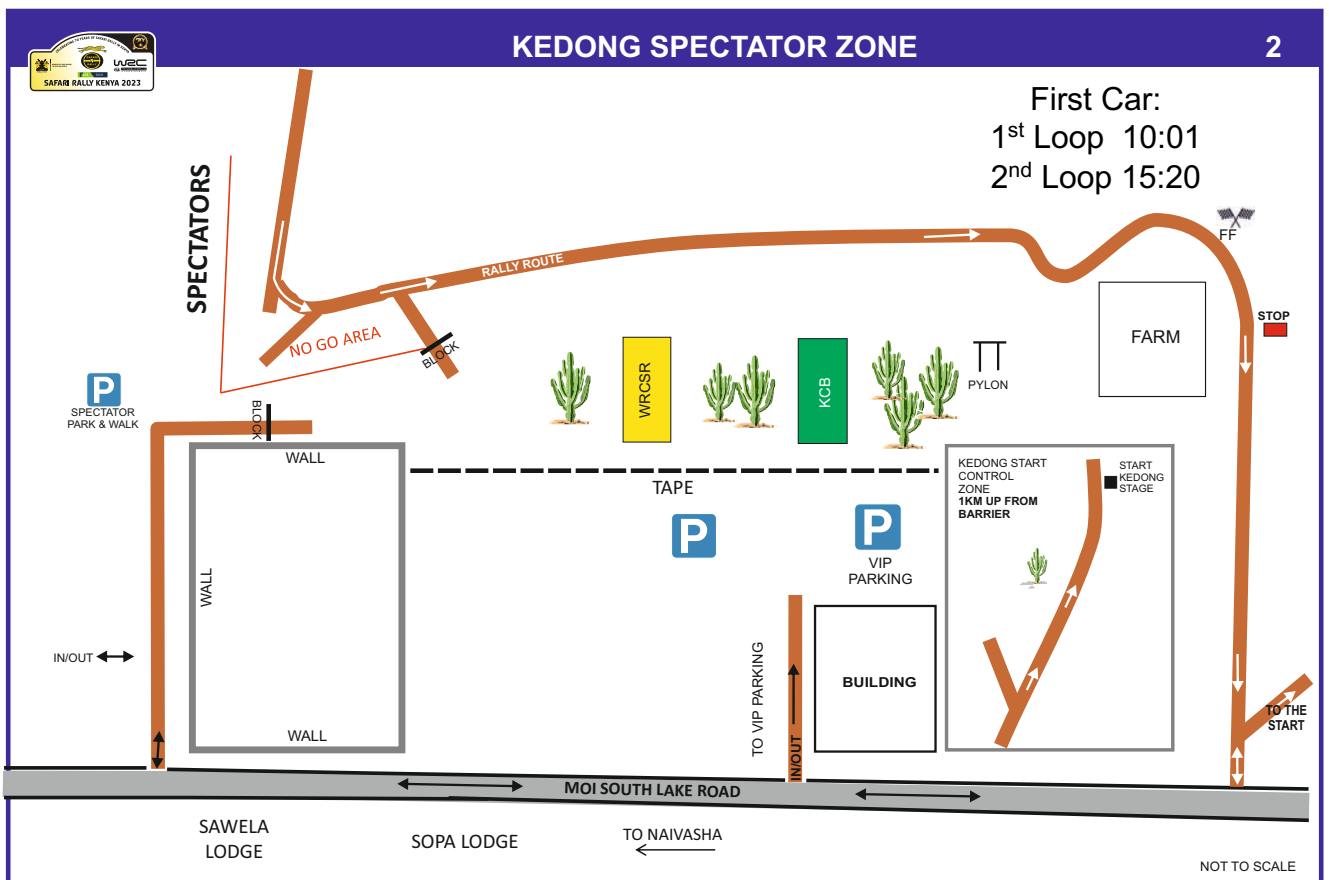 KEDONG SPECTATOR ZONE
2
WRC
SAFARI RALLY KENYA 2023
First Car:
1st Loop 10:01
2nd Loop 15:20
SPECTATORS
FF
RALLY ROUTE
STOP
NO GO AREA
BLOCK
FARM
WRCSR
KCB
PYLON
P
SPECTATOR
PARK & WALK
BLOCK
WALL
TAPE
KEDONG START
CONTROL
ZONE
1KM UP FROM
BARRIER
START
KEDONG
STAGE
P
P
VIP
PARKING
WALL
IN/OUT
TO VIP PARKING
BUILDING
WALL
IN/OUT
TO THE
START
MOI SOUTH LAKE ROAD
SAWELA
LODGE
SOPA LODGE
TO NAIVASHA
NOT TO SCALE